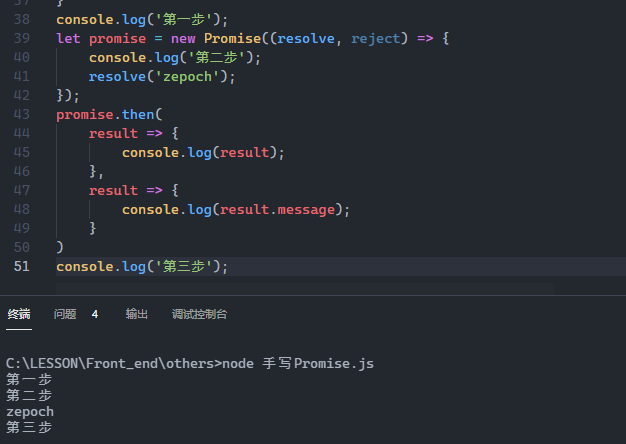 37 }
38 console.log('第一步');
39 let promise = new Promise((resolve, reject) => {
40 console.log('第二步');
41 resolve('zepoch');
42 });
43 promise.then(
44 result => {
45 console.log(result);
46 },
47 result => {
48 console.log(result.message);
49 }
50 )
51 console.log('第三步');
终端 问题 4 输出 调试控制台
C:\LESSON\Front_end\others>node 手写Promise.js
第一步
第二步
zepoch
第三步